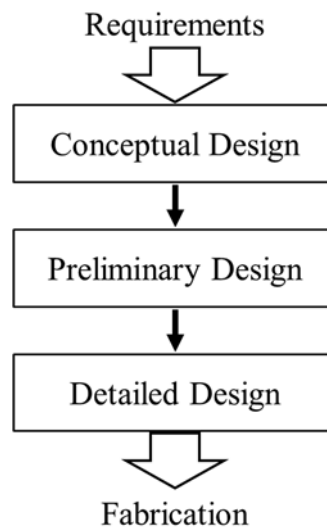 Requirements
Conceptual Design
Preliminary Design
Detailed Design
Fabrication